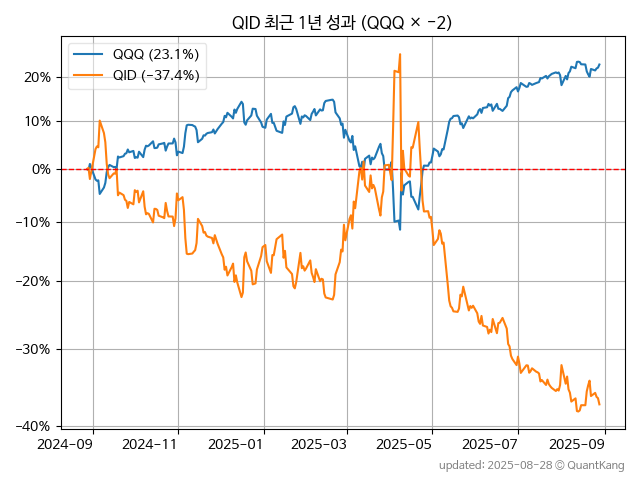 QID 최근 1년 성과 (QQQ × −2)
QQQ (23.1%)
QID (−37.4%)
20%
10%
0%
−10%
−20%
−30%
−40%
2024-09 2024-11 2025-01 2025-03 2025-05 2025-07 2025-09
updated: 2025-08-28 © QuantKang